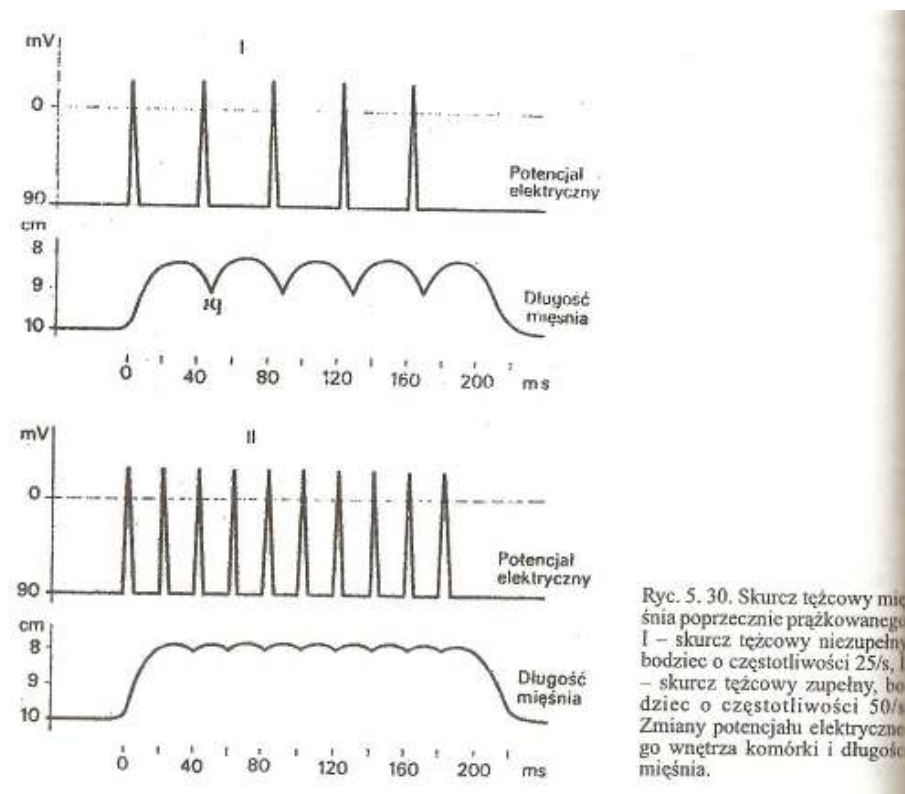 mV
I
0
Potencjał
elektryczny
90
cm
8
9
10
Długość
mięśnia
0 40 80 120 160 200 ms
mV
II
0
Potencjał
elektryczny
90
cm
8
9
10
Długość
mięśnia
0 40 80 120 160 200 ms
Ryc. 5. 30. Skurcz tężcowy mię
śnia poprzecznie prążkowanego
I – skurcz tężcowy niezupełny
bodziec o częstotliwości 25/s, I
– skurcz tężcowy zupełny, bo
dziec o częstotliwości 50/s
Zmiany potencjału elektryczne
go wnętrza komórki i długośc
mięśnia.